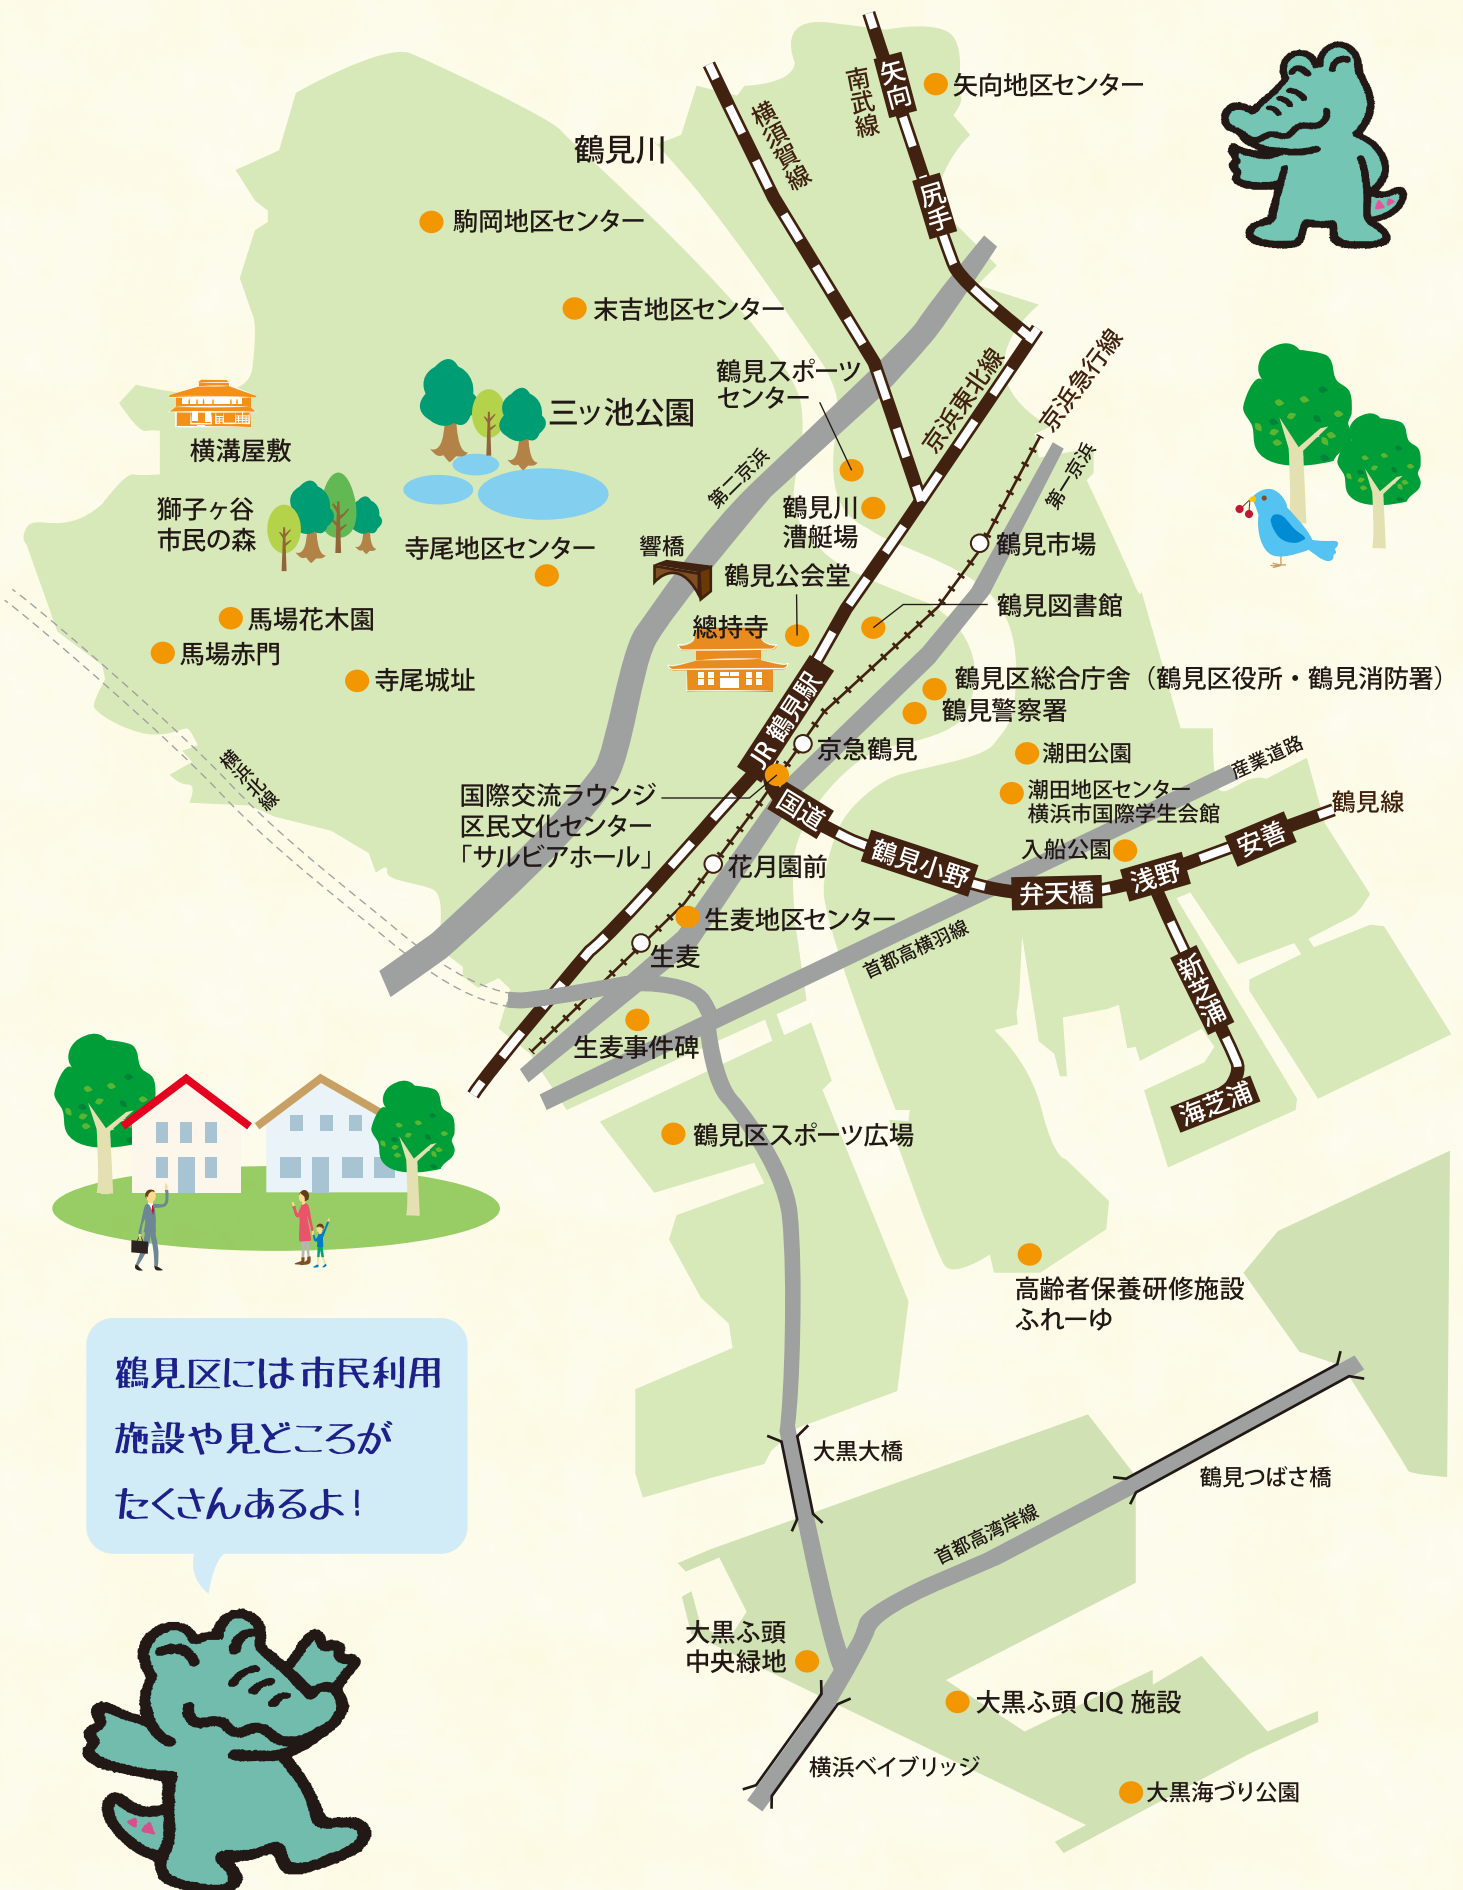 矢向
南武線
矢向地区センター
横須賀線
鶴見川
尻手
駒岡地区センター
末吉地区センター
鶴見スポーツ
センター
京浜東北線
京浜急行線
三ッ池公園
横溝屋敷
第二京浜
第一京浜
獅子ヶ谷
市民の森
鶴見川
漕艇場
寺尾地区センター
響橋
鶴見市場
鶴見公会堂
鶴見図書館
總持寺
馬場花木園
馬場赤門
寺尾城址
鶴見区総合庁舎（鶴見区役所・鶴見消防署）
鶴見警察署
JR 鶴見駅
京急鶴見
潮田公園
産業道路
横浜北線
国際交流ラウンジ
区民文化センター
「サルビアホール」
国道
潮田地区センター
横浜市国際学生会館
鶴見線
入船公園
安善
鶴見小野
花月園前
弁天橋
浅野
生麦地区センター
生麦
首都高横羽線
新芝浦
生麦事件碑
海芝浦
鶴見区スポーツ広場
高齢者保養研修施設
ふれーゆ
鶴見区には市民利用
施設や見どころが
たくさんあるよ！
大黒大橋
鶴見つばさ橋
首都高湾岸線
大黒ふ頭
中央緑地
大黒ふ頭 CIQ 施設
横浜ベイブリッジ
大黒海づり公園